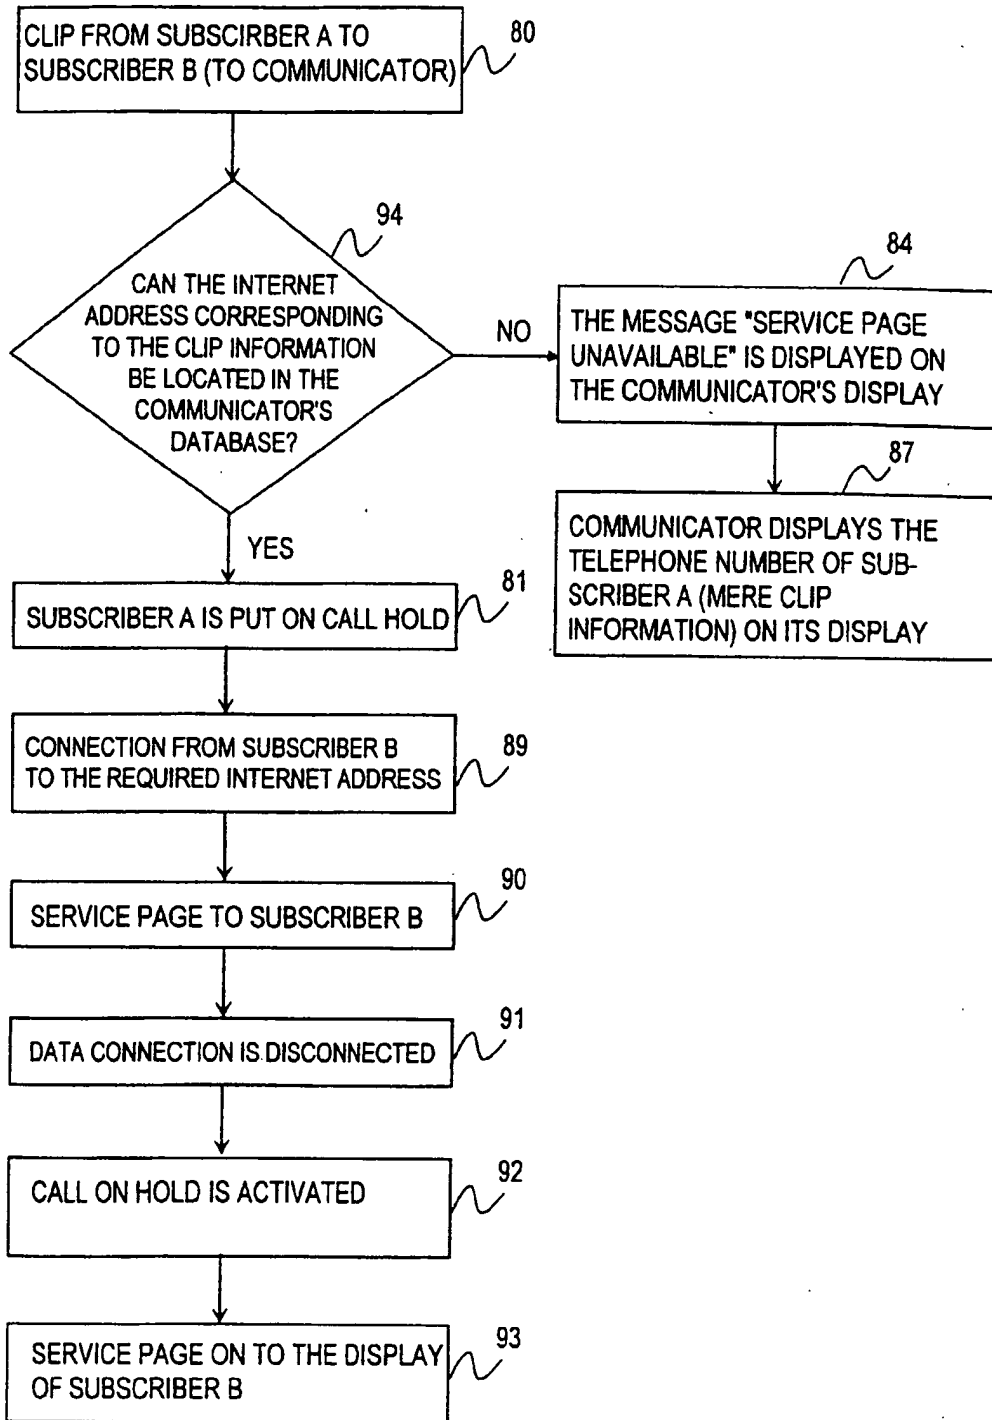 CLIP FROM SUBSCIRBER A TO
SUBSCRIBER B (TO COMMUNICATOR)
80
94
CAN THE INTERNET
ADDRESS CORRESPONDING
TO THE CLIP INFORMATION
BE LOCATED IN THE
COMMUNICATOR'S
DATABASE?
NO
84
THE MESSAGE "SERVICE PAGE
UNAVAILABLE" IS DISPLAYED ON
THE COMMUNICATOR'S DISPLAY
87
COMMUNICATOR DISPLAYS THE
TELEPHONE NUMBER OF SUB-
SCRIBER A (MERE CLIP
INFORMATION) ON ITS DISPLAY
YES
81
SUBSCRIBER A IS PUT ON CALL HOLD
CONNECTION FROM SUBSCRIBER B
TO THE REQUIRED INTERNET ADDRESS
89
90
SERVICE PAGE TO SUBSCRIBER B
91
DATA CONNECTION IS DISCONNECTED
92
CALL ON HOLD IS ACTIVATED
93
SERVICE PAGE ON TO THE DISPLAY
OF SUBSCRIBER B